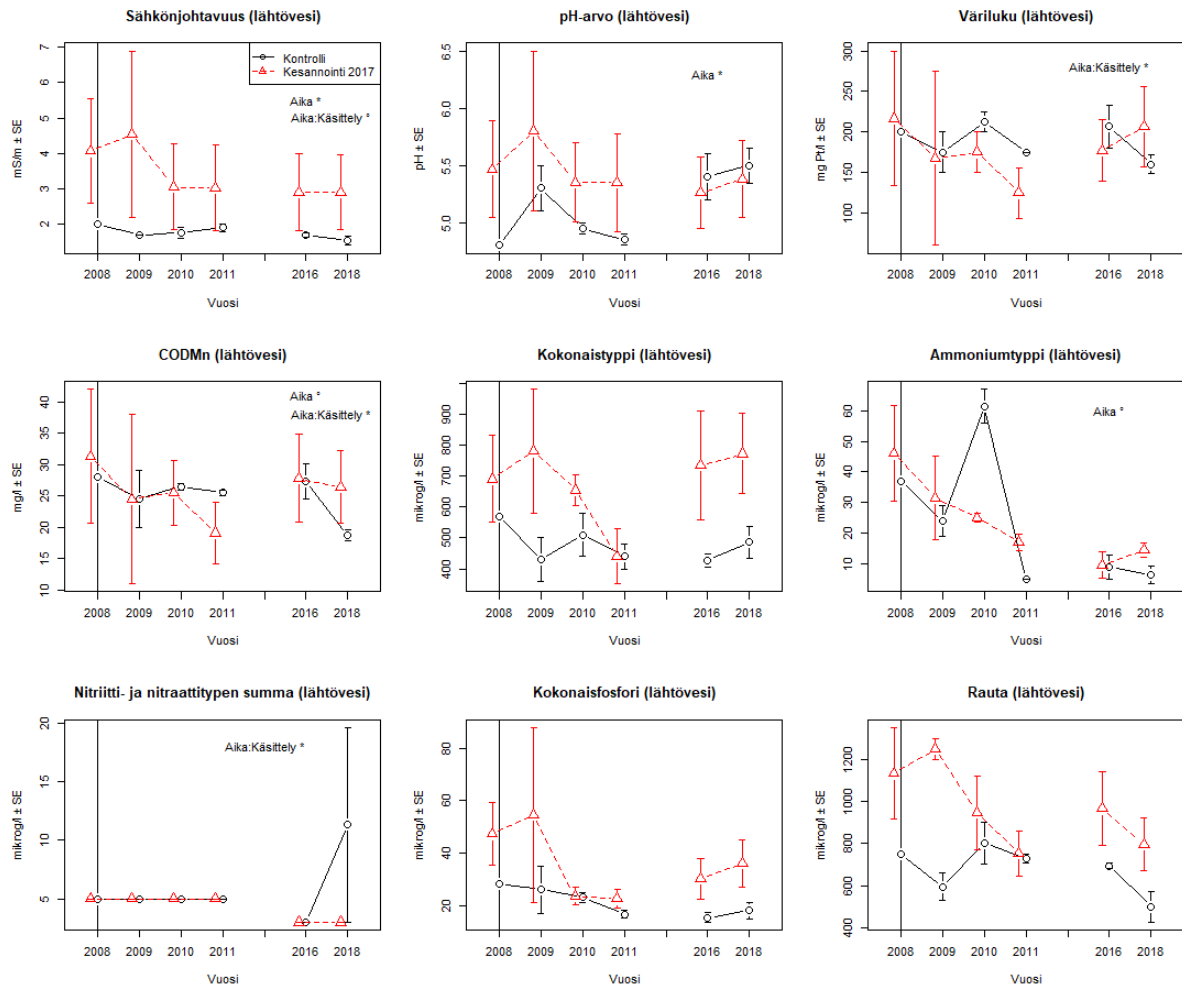 Sähkönjohtavuus (lähtövesi)
mS/m ± SE
7
6
5
4
3
2
Kontrolli
Kesannointi 2017
Aika *
Aika:Käsittely °
2008 2009 2010 2011 2016 2018
Vuosi
pH-arvo (lähtövesi)
pH ± SE
6.5
6.0
5.5
5.0
Aika *
2008 2009 2010 2011 2016 2018
Vuosi
Väriluku (lähtövesi)
mg Pt/l ± SE
300
250
200
150
100
Aika:Käsittely *
2008 2009 2010 2011 2016 2018
Vuosi
CODMn (lähtövesi)
mg/l ± SE
40
35
30
25
20
15
10
Aika °
Aika:Käsittely *
2008 2009 2010 2011 2016 2018
Vuosi
Kokonaistyppi (lähtövesi)
mikrog/l ± SE
900
800
700
600
500
400
2008 2009 2010 2011 2016 2018
Vuosi
Ammoniumtyppi (lähtövesi)
mikrog/l ± SE
60
50
40
30
20
10
Aika °
2008 2009 2010 2011 2016 2018
Vuosi
Nitriitti- ja nitraattitypen summa (lähtövesi)
mikrog/l ± SE
20
15
10
5
Aika:Käsittely *
2008 2009 2010 2011 2016 2018
Vuosi
Kokonaisfosfori (lähtövesi)
mikrog/l ± SE
80
60
40
20
2008 2009 2010 2011 2016 2018
Vuosi
Rauta (lähtövesi)
mikrog/l ± SE
1200
1000
800
600
400
2008 2009 2010 2011 2016 2018
Vuosi